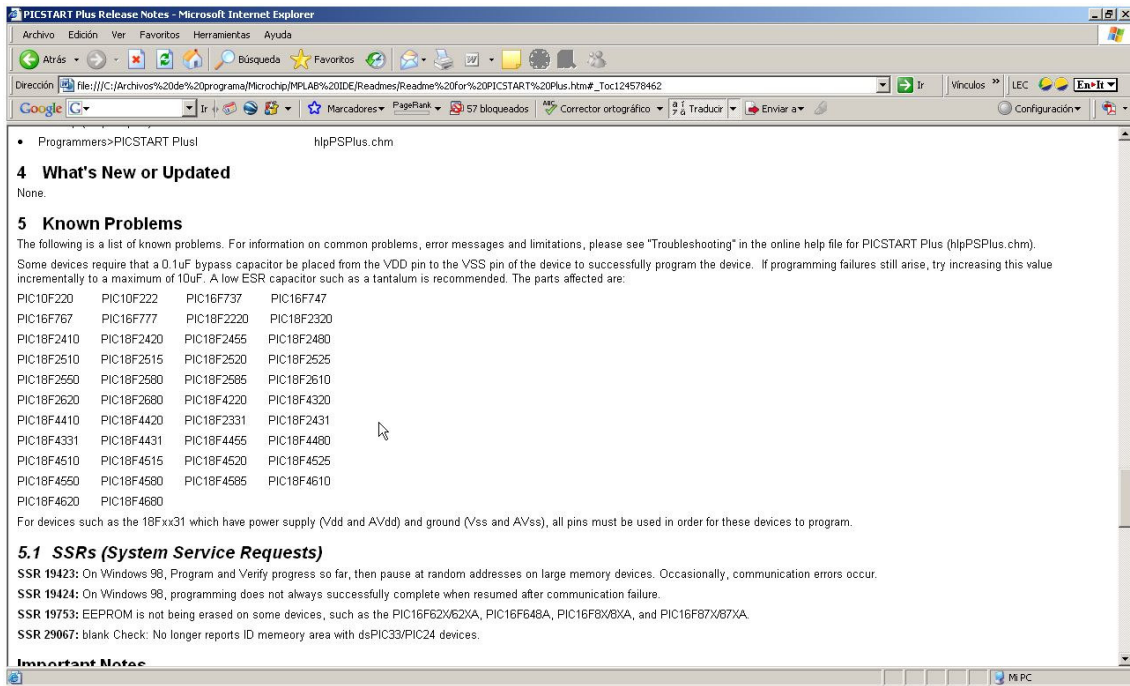 PICSTART Plus Release Notes - Microsoft Internet Explorer
Archivo Edición Ver Favoritos Herramientas Ayuda
Atrás Búsqueda Favoritos
Dirección file:///C:/Archivos%20de%20programa/Microchip/MPLAB%20IDE/Readmes/Readme%20for%20PICSTART%20Plus.htm#_Toc124578462 Ir Vínculos » LEC En▸It
Google G Ir Marcadores PageRank 57 bloqueados Corrector ortográfico Traducir Enviar a Configuración
• Programmers>PICSTART PlusI hlpPSPlus.chm
4 What's New or Updated
None.
5 Known Problems
The following is a list of known problems. For information on common problems, error messages and limitations, please see "Troubleshooting" in the online help file for PICSTART Plus (hlpPSPlus.chm).
Some devices require that a 0.1uF bypass capacitor be placed from the VDD pin to the VSS pin of the device to successfully program the device. If programming failures still arise, try increasing this value
incrementally to a maximum of 10uF. A low ESR capacitor such as a tantalum is recommended. The parts affected are:
PIC10F220 PIC10F222 PIC16F737 PIC16F747
PIC16F767 PIC16F777 PIC18F2220 PIC18F2320
PIC18F2410 PIC18F2420 PIC18F2455 PIC18F2480
PIC18F2510 PIC18F2515 PIC18F2520 PIC18F2525
PIC18F2550 PIC18F2580 PIC18F2585 PIC18F2610
PIC18F2620 PIC18F2680 PIC18F4220 PIC18F4320
PIC18F4410 PIC18F4420 PIC18F2331 PIC18F2431
PIC18F4331 PIC18F4431 PIC18F4455 PIC18F4480
PIC18F4510 PIC18F4515 PIC18F4520 PIC18F4525
PIC18F4550 PIC18F4580 PIC18F4585 PIC18F4610
PIC18F4620 PIC18F4680
For devices such as the 18Fxx31 which have power supply (Vdd and AVdd) and ground (Vss and AVss), all pins must be used in order for these devices to program.
5.1 SSRs (System Service Requests)
SSR 19423: On Windows 98, Program and Verify progress so far, then pause at random addresses on large memory devices. Occasionally, communication errors occur.
SSR 19424: On Windows 98, programming does not always successfully complete when resumed after communication failure.
SSR 19753: EEPROM is not being erased on some devices, such as the PIC16F62X/62XA, PIC16F648A, PIC16F8X/8XA, and PIC16F87X/87XA.
SSR 29067: blank Check: No longer reports ID memeory area with dsPIC33/PIC24 devices.
Important Notes
Mi PC